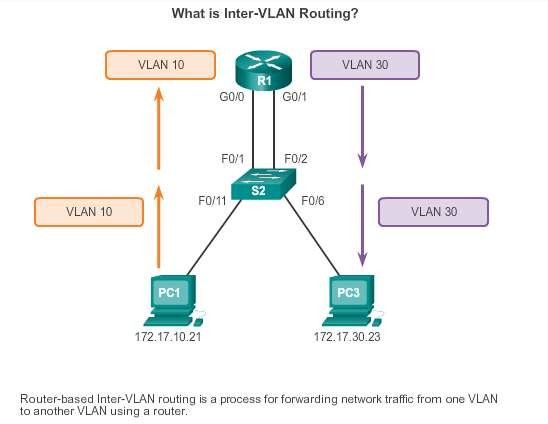 What is Inter-VLAN Routing?
VLAN 10
R1
VLAN 30
G0/0
G0/1
F0/1
F0/2
S2
F0/11
F0/6
VLAN 10
VLAN 30
PC1
PC3
172.17.10.21
172.17.30.23
Router-based Inter-VLAN routing is a process for forwarding network traffic from one VLAN
to another VLAN using a router.